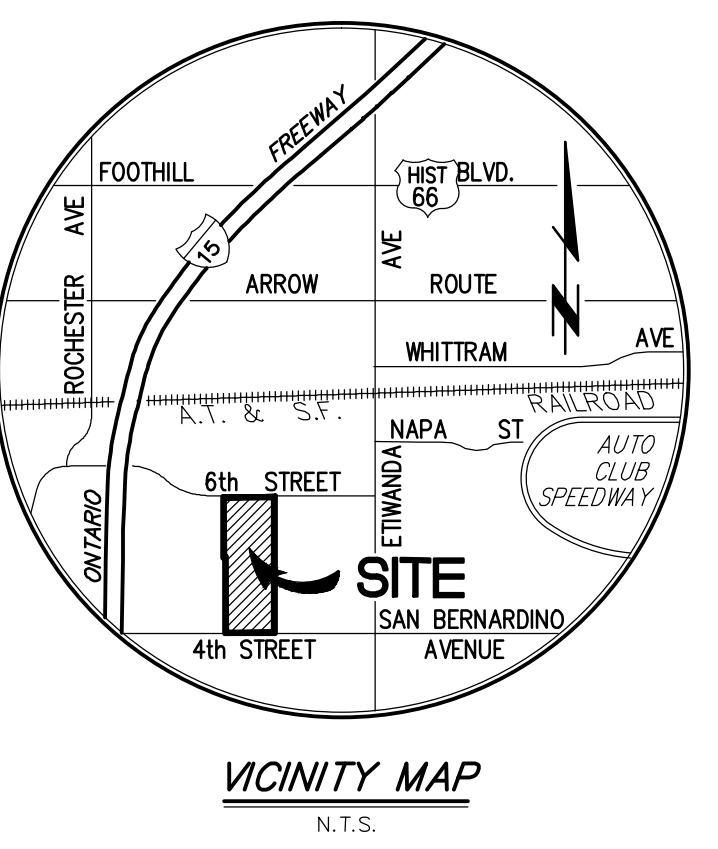 FREEWAY
FOOTHILL
HIST
66
BLVD.
ROCHESTER AVE
15
AVE
ARROW ROUTE
WHITTRAM AVE
A.T. & S.F. RAILROAD
NAPA ST
AUTO
CLUB
SPEEDWAY
6th STREET
ETIWANDA
ONTARIO
SITE
SAN BERNARDINO
AVENUE
4th STREET
N
VICINITY MAP
N.T.S.